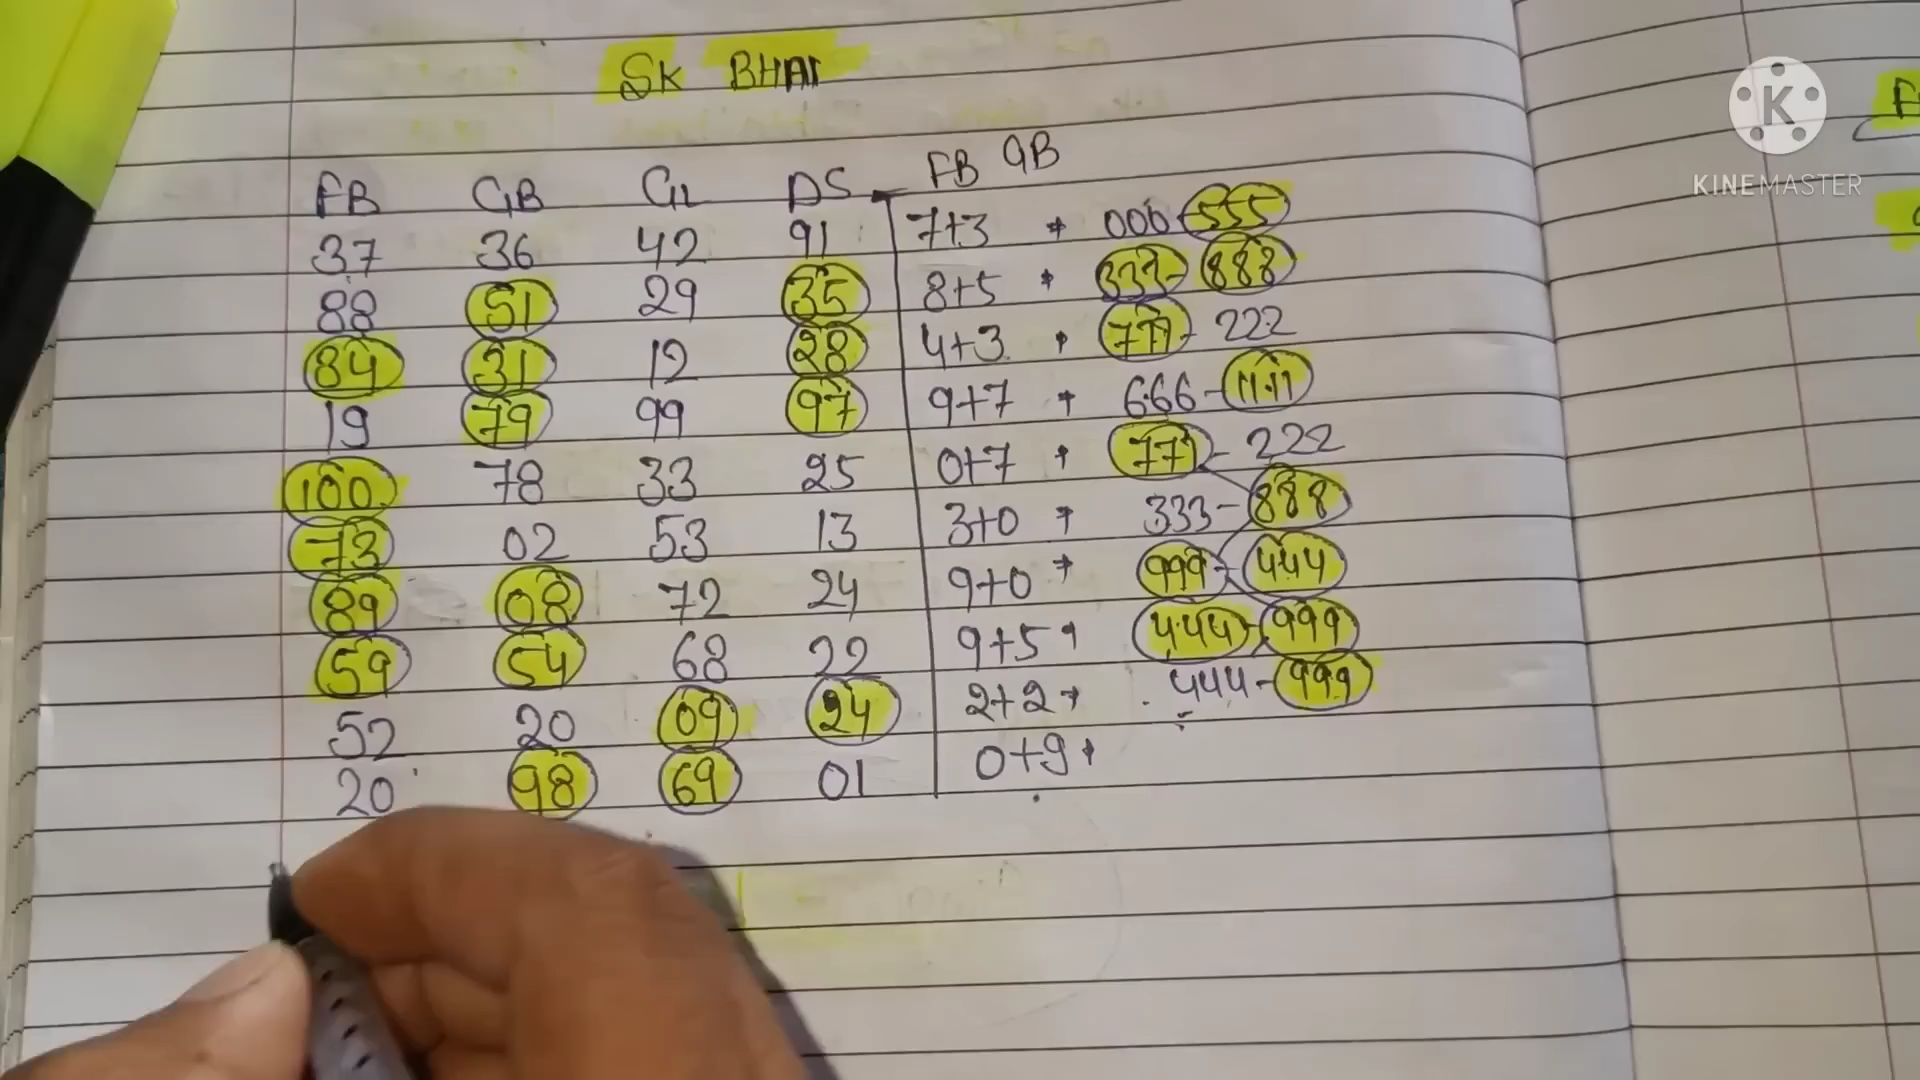 SK BHAI
KINEMASTER
FB GB GL DS FB GB
37 36 42 91 7+3 000-555
88 51 29 35 8+5 333-888
84 31 12 28 4+3 777-222
19 79 99 97 9+7 666-1111
100 78 33 25 0+7 777-222
73 02 53 13 3+0 333-888
89 08 72 24 9+0 999-444
59 54 68 22 9+5 444-999
52 20 09 24 2+2 444-999
20 98 69 01 0+9